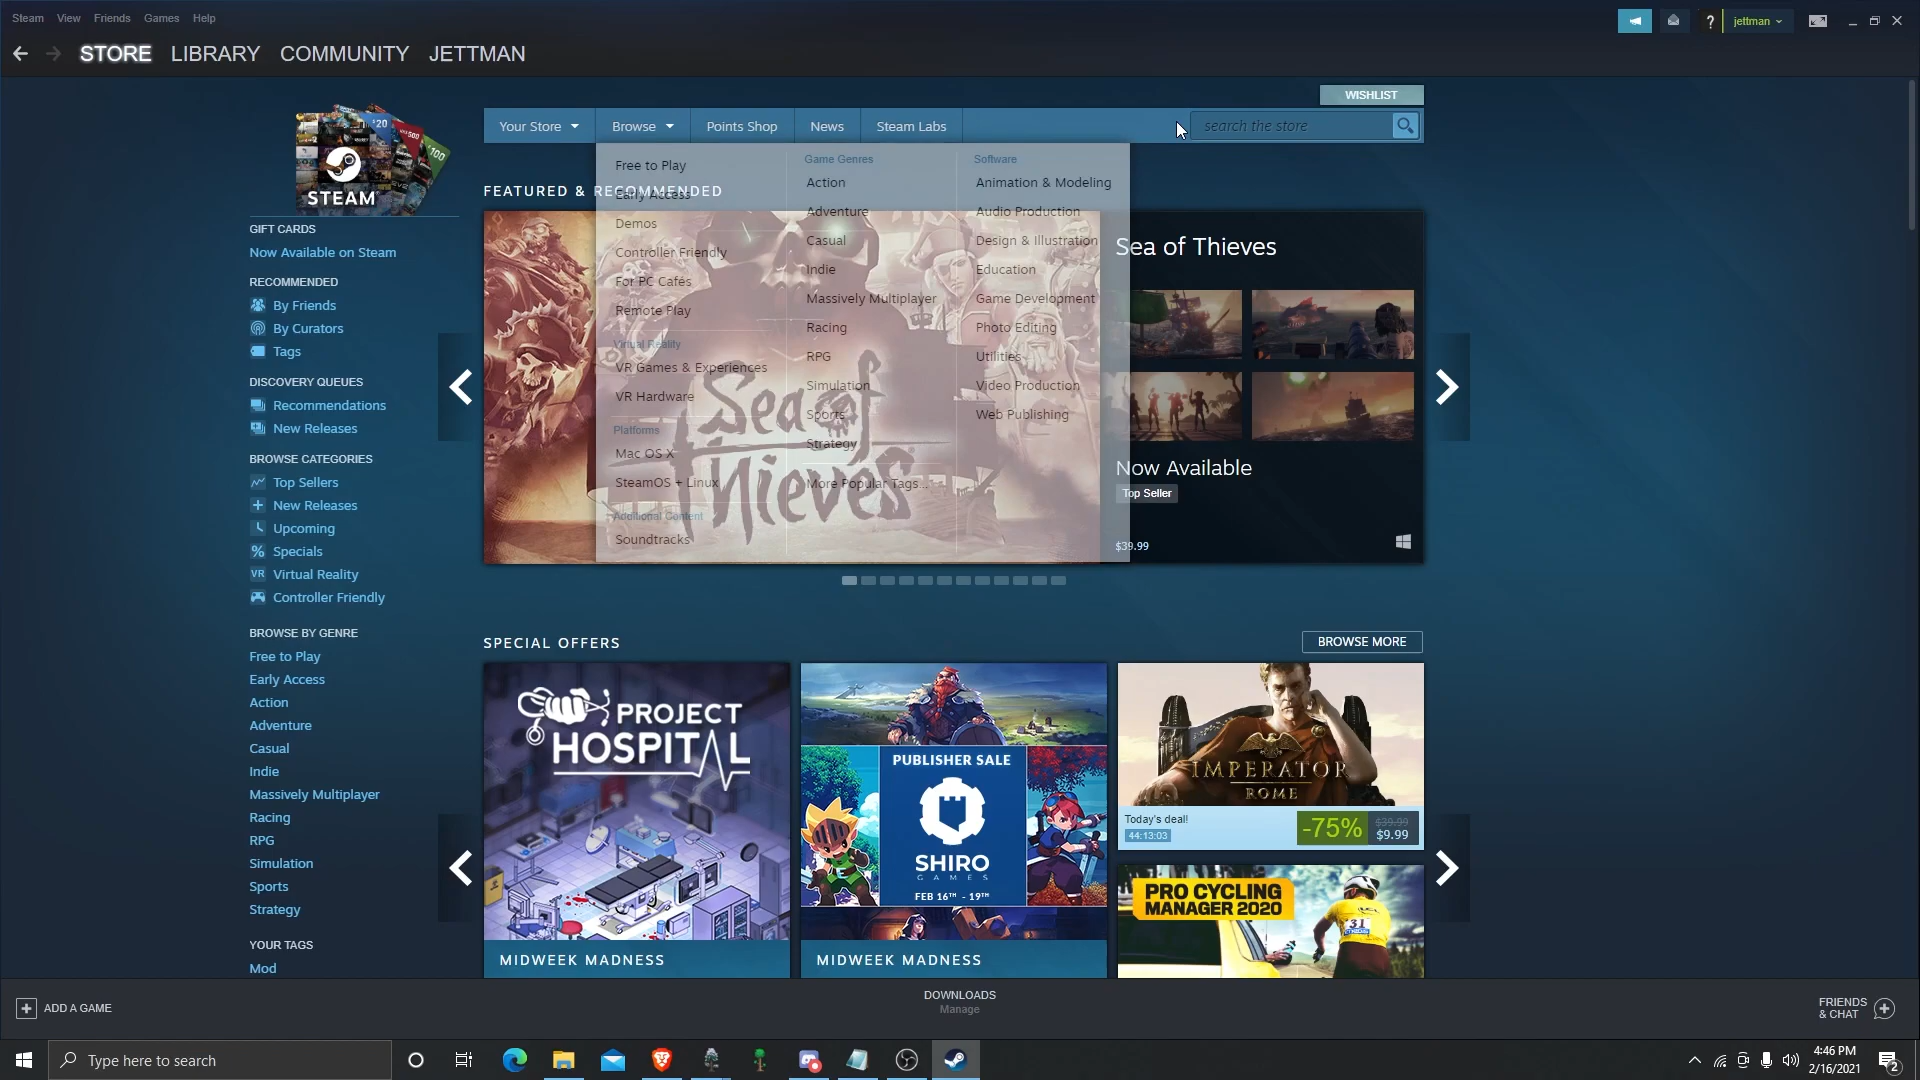 Steam View Friends Games Help
jettman
STORE LIBRARY COMMUNITY JETTMAN
WISHLIST
Your Store Browse Points Shop News Steam Labs search the store
$20 $100
STEAM
GIFT CARDS
Now Available on Steam
RECOMMENDED
By Friends
By Curators
Tags
DISCOVERY QUEUES
Recommendations
New Releases
BROWSE CATEGORIES
Top Sellers
New Releases
Upcoming
Specials
VR Virtual Reality
Controller Friendly
BROWSE BY GENRE
Free to Play
Early Access
Action
Adventure
Casual
Indie
Massively Multiplayer
Racing
RPG
Simulation
Sports
Strategy
YOUR TAGS
Mod
FEATURED & RECOMMENDED
Free to Play
Early Access
Demos
Controller Friendly
For PC Cafés
Remote Play
Virtual Reality
VR Games & Experiences
VR Hardware
Platforms
Mac OS X
SteamOS + Linux
Additional Content
Soundtracks
Game Genres
Action
Adventure
Casual
Indie
Massively Multiplayer
Racing
RPG
Simulation
Sports
Strategy
More Popular Tags...
Software
Animation & Modeling
Audio Production
Design & Illustration
Education
Game Development
Photo Editing
Utilities
Video Production
Web Publishing
Sea of
Thieves
Sea of Thieves
Now Available
Top Seller
$39.99
SPECIAL OFFERS
BROWSE MORE
PROJECT
HOSPITAL
MIDWEEK MADNESS
PUBLISHER SALE
SHIRO
GAMES
FEB 16TH - 19TH
MIDWEEK MADNESS
IMPERATOR
ROME
Today's deal!
44:13:03
-75%
$39.99
$9.99
PRO CYCLING
MANAGER 2020
31
ADD A GAME
DOWNLOADS
Manage
FRIENDS
& CHAT
Type here to search
4:46 PM
2/16/2021
2